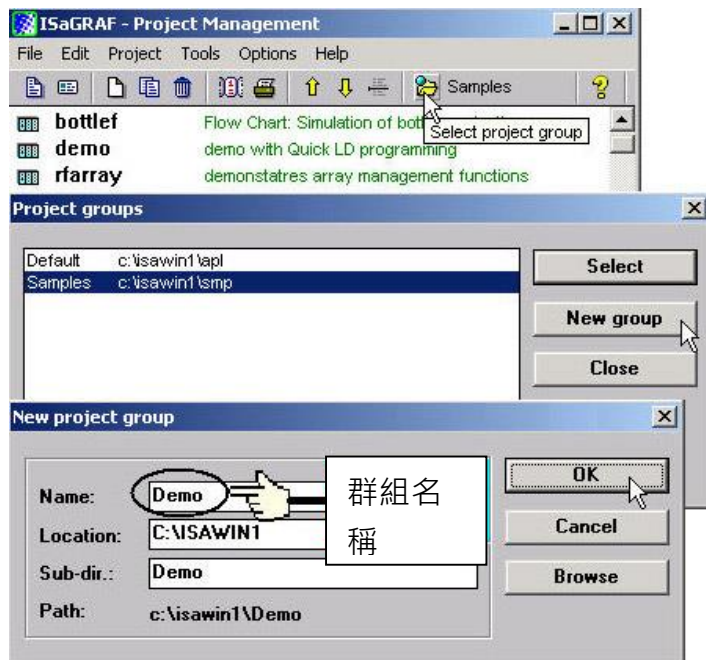 ISaGRAF - Project Management
File Edit Project Tools Options Help
Samples
bottlef Flow Chart: Simulation of
Select project group
demo demo with Quick LD programming
rfarray demonstatres array management functions
Project groups
Default c:\isawin1\apl
Samples c:\isawin1\smp
Select
New group
Close
New project group
Name: Demo
群組名
稱
Location: C:\ISAWIN1
Sub-dir.: Demo
Path: c:\isawin1\Demo
OK
Cancel
Browse